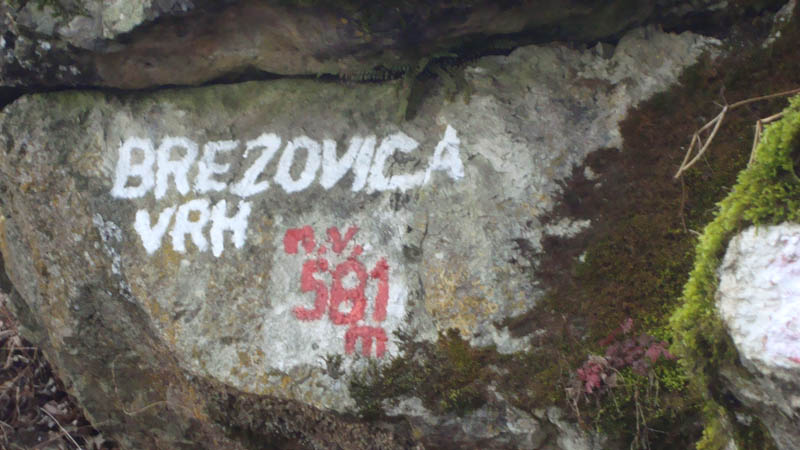 BREZOVICA
VRH
n.v.
581
m